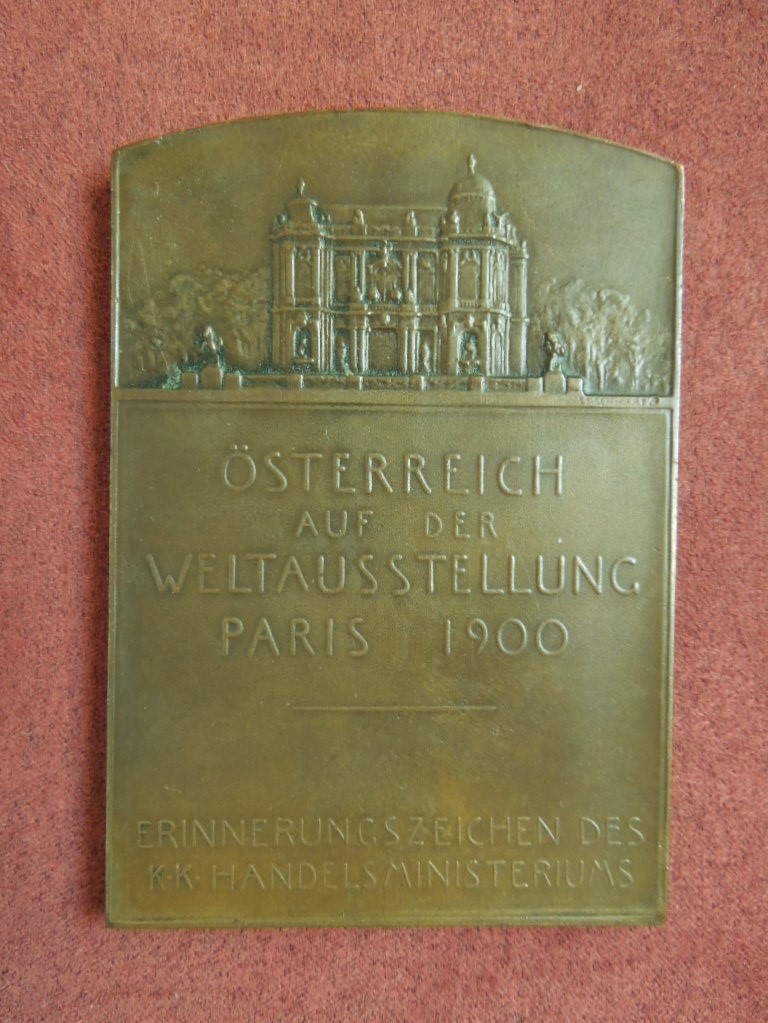 ÖSTERREICH
AUF DER
WELTAUSSTELLUNG
PARIS 1900
ERINNERUNGSZEICHEN DES
K·K·HANDELSMINISTERIUMS